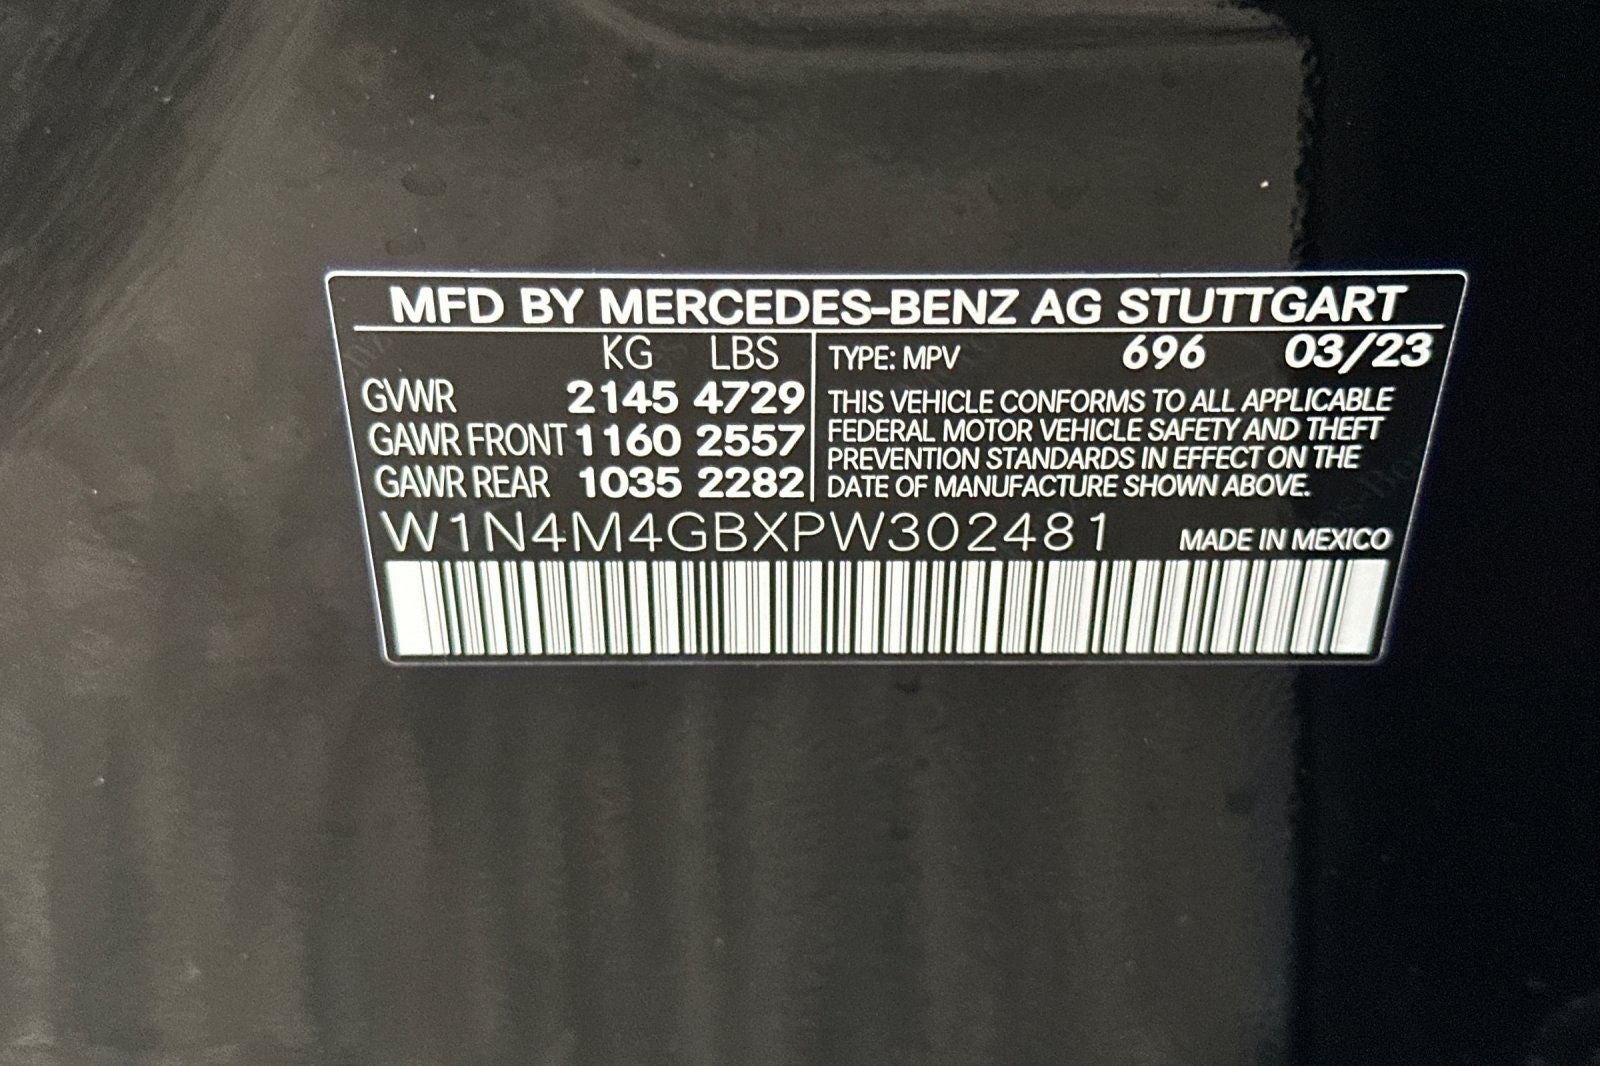 MFD BY MERCEDES-BENZ AG STUTTGART
KG LBS
GVWR 2145 4729
GAWR FRONT 1160 2557
GAWR REAR 1035 2282
TYPE: MPV 696 03/23
THIS VEHICLE CONFORMS TO ALL APPLICABLE
FEDERAL MOTOR VEHICLE SAFETY AND THEFT
PREVENTION STANDARDS IN EFFECT ON THE
DATE OF MANUFACTURE SHOWN ABOVE.
W1N4M4GBXPW302481 MADE IN MEXICO